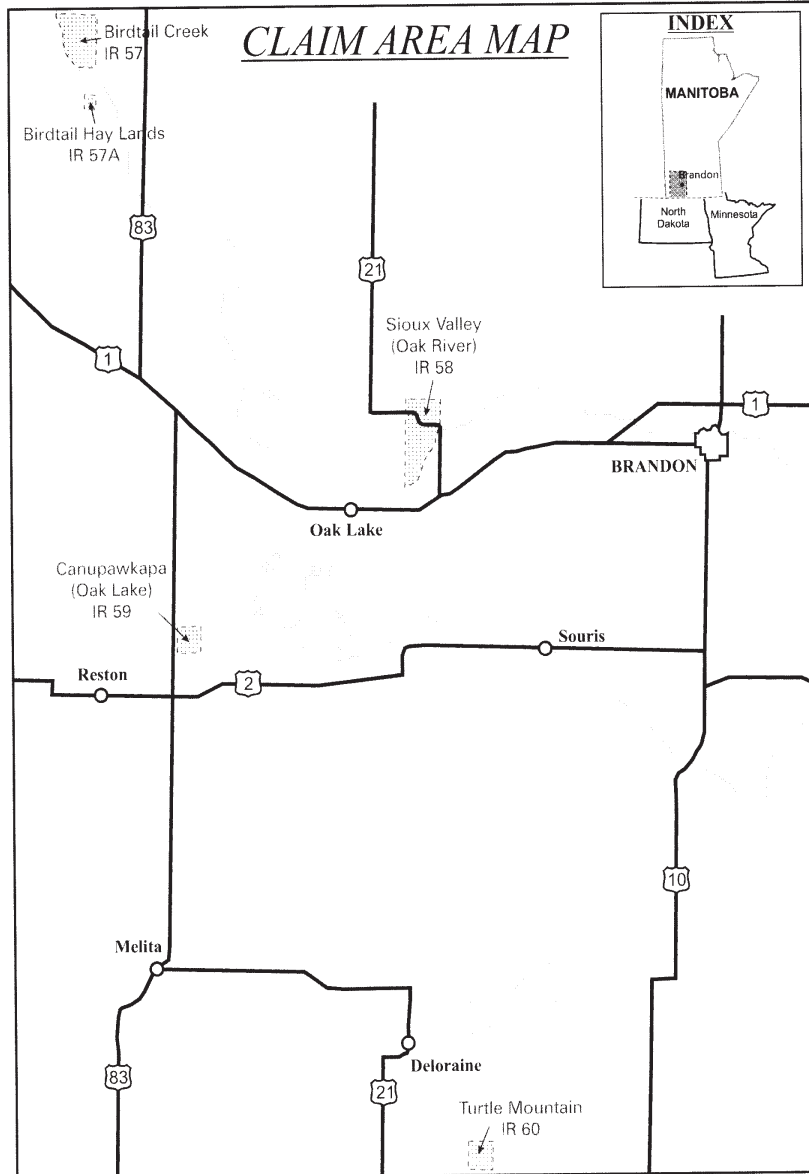 CLAIM AREA MAP
Birdtail Creek
IR 57
Birdtail Hay Lands
IR 57A
INDEX
MANITOBA
Brandon
North
Dakota
Minnesota
83
21
1
Sioux Valley
(Oak River)
IR 58
1
BRANDON
Oak Lake
Canupawkapa
(Oak Lake)
IR 59
Souris
Reston
2
10
Melita
Deloraine
83
21
Turtle Mountain
IR 60